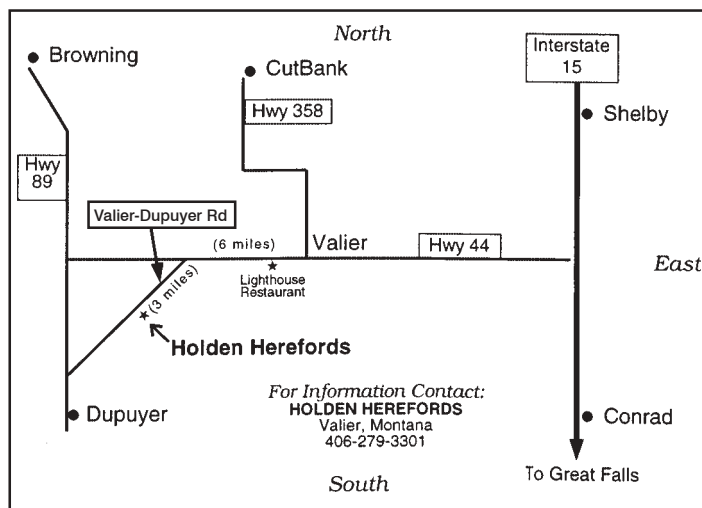 North
Browning
CutBank
Interstate
15
Shelby
Hwy 358
Hwy
89
Valier-Dupuyer Rd
(6 miles)
Valier
Hwy 44
East
Lighthouse
Restaurant
(3 miles)
Holden Herefords
For Information Contact:
HOLDEN HEREFORDS
Valier, Montana
406-279-3301
Dupuyer
Conrad
To Great Falls
South